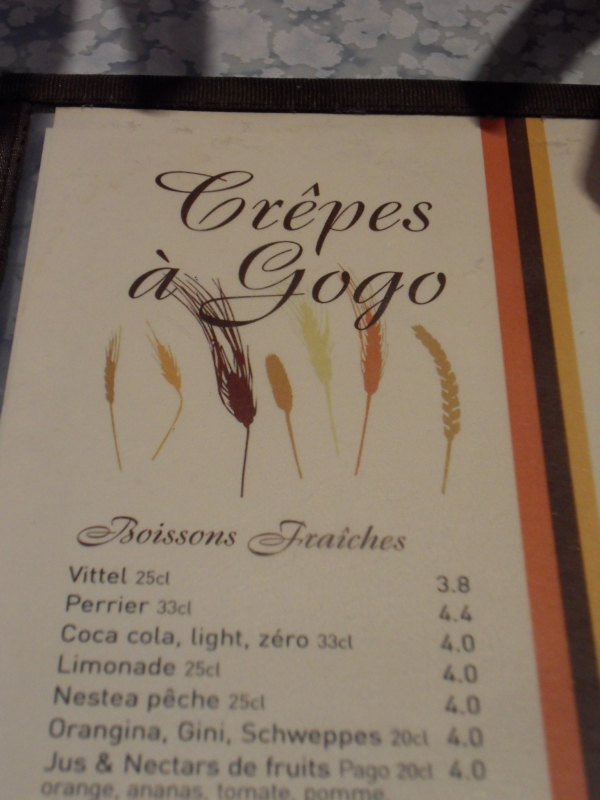 Crêpes
à Gogo
Boissons Fraîches
Vittel 25cl 3.8
Perrier 33cl 4.4
Coca cola, light, zéro 33cl 4.0
Limonade 25cl 4.0
Nestea pêche 25cl 4.0
Orangina, Gini, Schweppes 20cl 4.0
Jus & Nectars de fruits Pago 20cl 4.0
orange, ananas, tomate, pomme